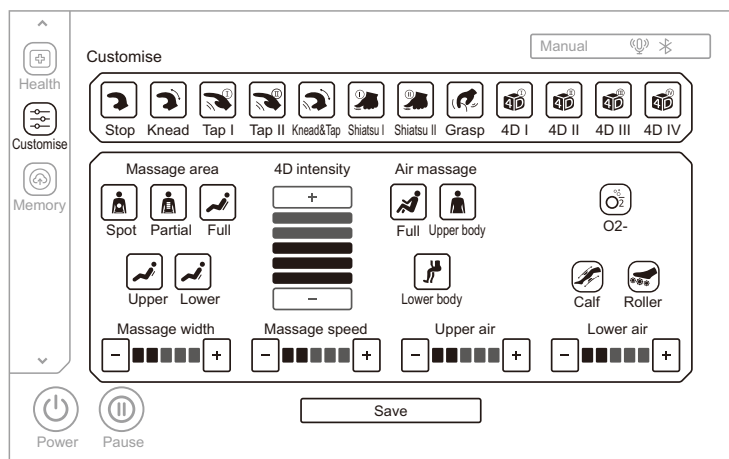 Manual
Customise
Health
Customise
Memory
Stop Knead Tap I Tap II Knead&Tap Shiatsu I Shiatsu II Grasp 4D I 4D II 4D III 4D IV
Massage area 4D intensity Air massage
+
Spot Partial Full Full Upper body O2-
Upper Lower Lower body Calf Roller
−
Massage width Massage speed Upper air Lower air
− + − + − + − +
Power Pause
Save